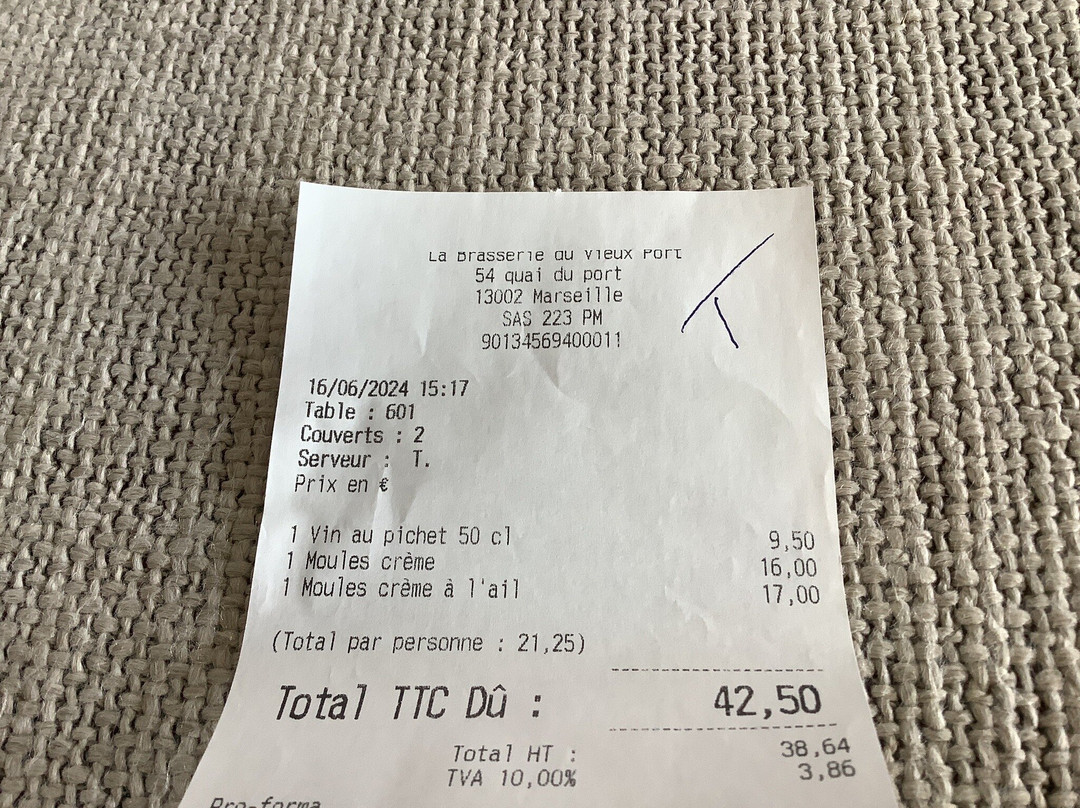 La Brasserie du Vieux Port
54 quai du port
13002 Marseille
SAS 223 PM
90134569400011
16/06/2024 15:17
Table : 601
Couverts : 2
Serveur : T.
Prix en €
1 Vin au pichet 50 cl 9,50
1 Moules crème 16,00
1 Moules crème à l'ail 17,00
(Total par personne : 21,25)
Total TTC Dû : 42,50
Total HT : 38,64
TVA 10,00% 3,86
Pro-forma